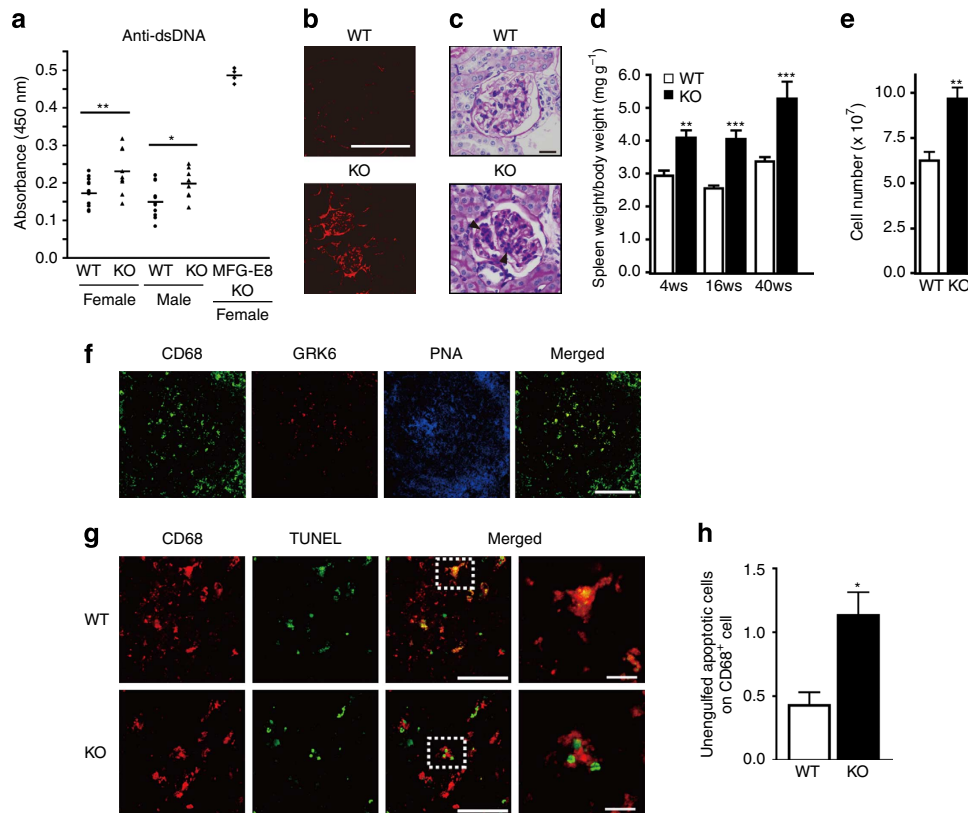 a
Anti-dsDNA
Absorbance (450 nm)
0.5
0.4
0.3
0.2
0.1
0.0
**
*
WT KO WT KO MFG-E8
KO
Female Male Female
b
WT
KO
c
WT
KO
d
Spleen weight/body weight (mg g⁻¹)
6.0
5.0
4.0
3.0
2.0
1.0
0.0
WT
KO
**
***
***
4ws 16ws 40ws
e
Cell number (x 10⁷)
10.0
7.5
5.0
2.5
0.0
**
WT KO
f
CD68 GRK6 PNA Merged
g
CD68 TUNEL Merged
WT
KO
h
Unengulfed apoptotic cells
on CD68⁺ cell
1.5
1.0
0.5
0.0
*
WT KO